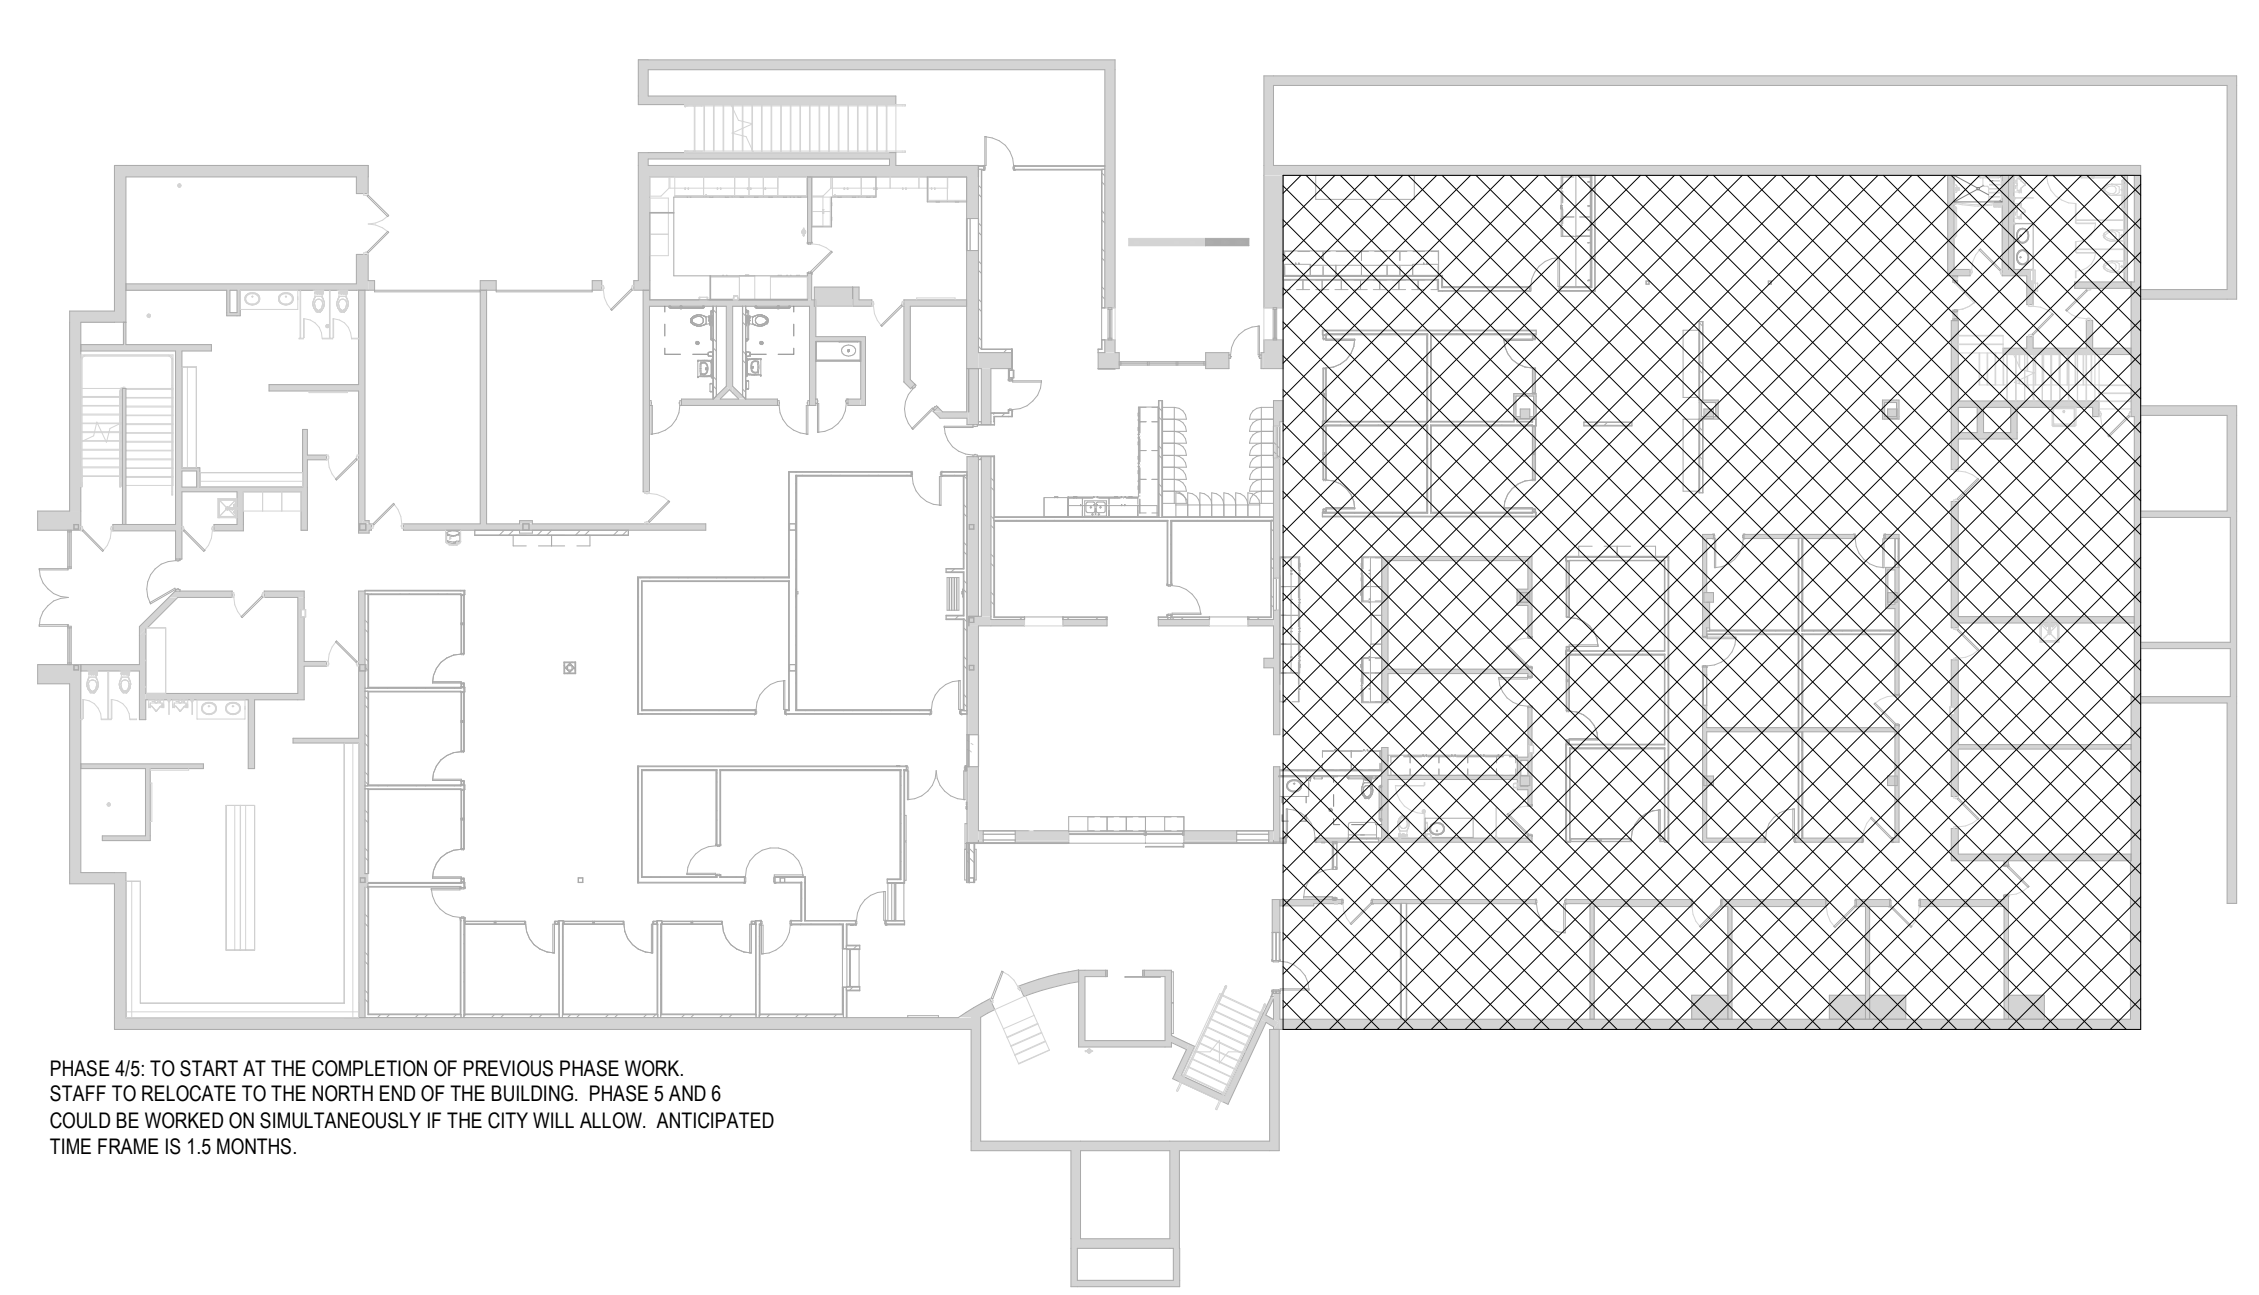 PHASE 4/5: TO START AT THE COMPLETION OF PREVIOUS PHASE WORK.
STAFF TO RELOCATE TO THE NORTH END OF THE BUILDING. PHASE 5 AND 6
COULD BE WORKED ON SIMULTANEOUSLY IF THE CITY WILL ALLOW. ANTICIPATED
TIME FRAME IS 1.5 MONTHS.